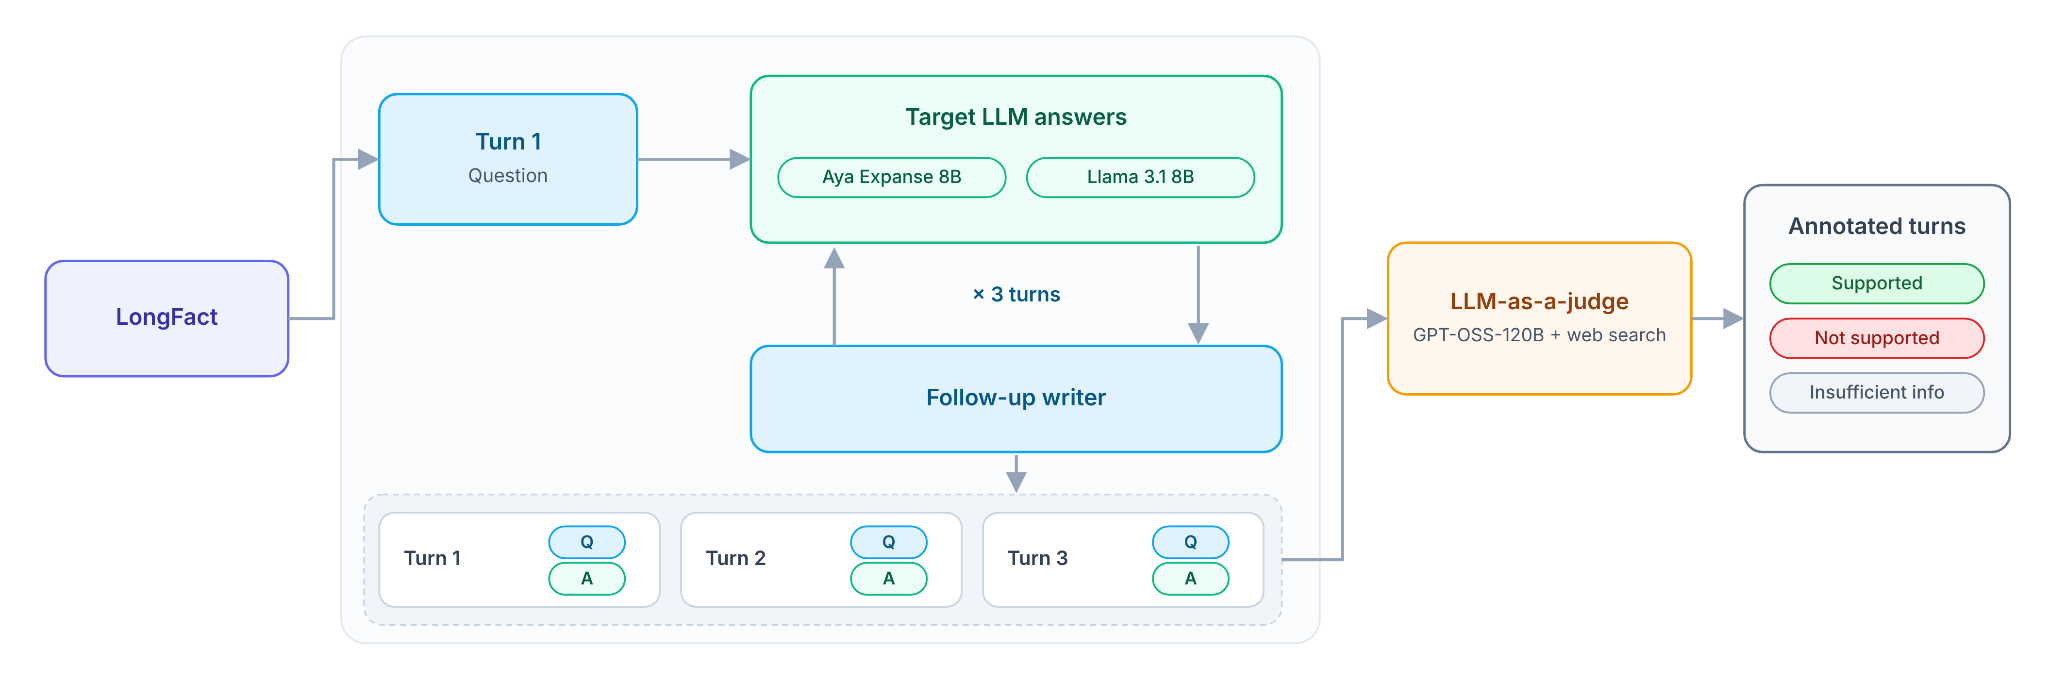 LongFact
Turn 1
Question
Target LLM answers
Aya Expanse 8B
Llama 3.1 8B
× 3 turns
Follow-up writer
Turn 1
Q
A
Turn 2
Q
A
Turn 3
Q
A
LLM-as-a-judge
GPT-OSS-120B + web search
Annotated turns
Supported
Not supported
Insufficient info